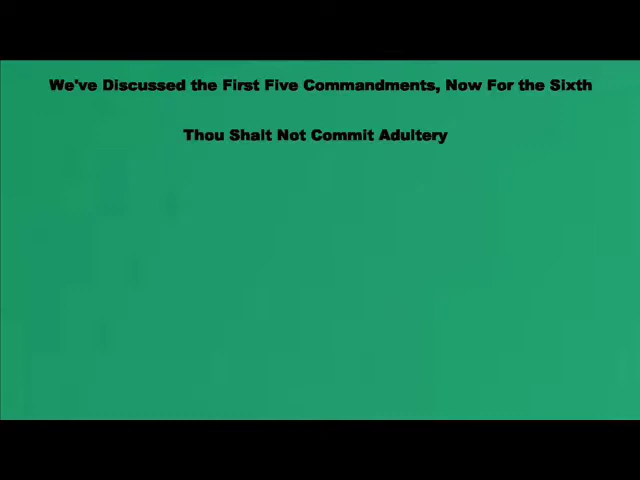 We've Discussed the First Five Commandments, Now For the Sixth
Thou Shalt Not Commit Adultery